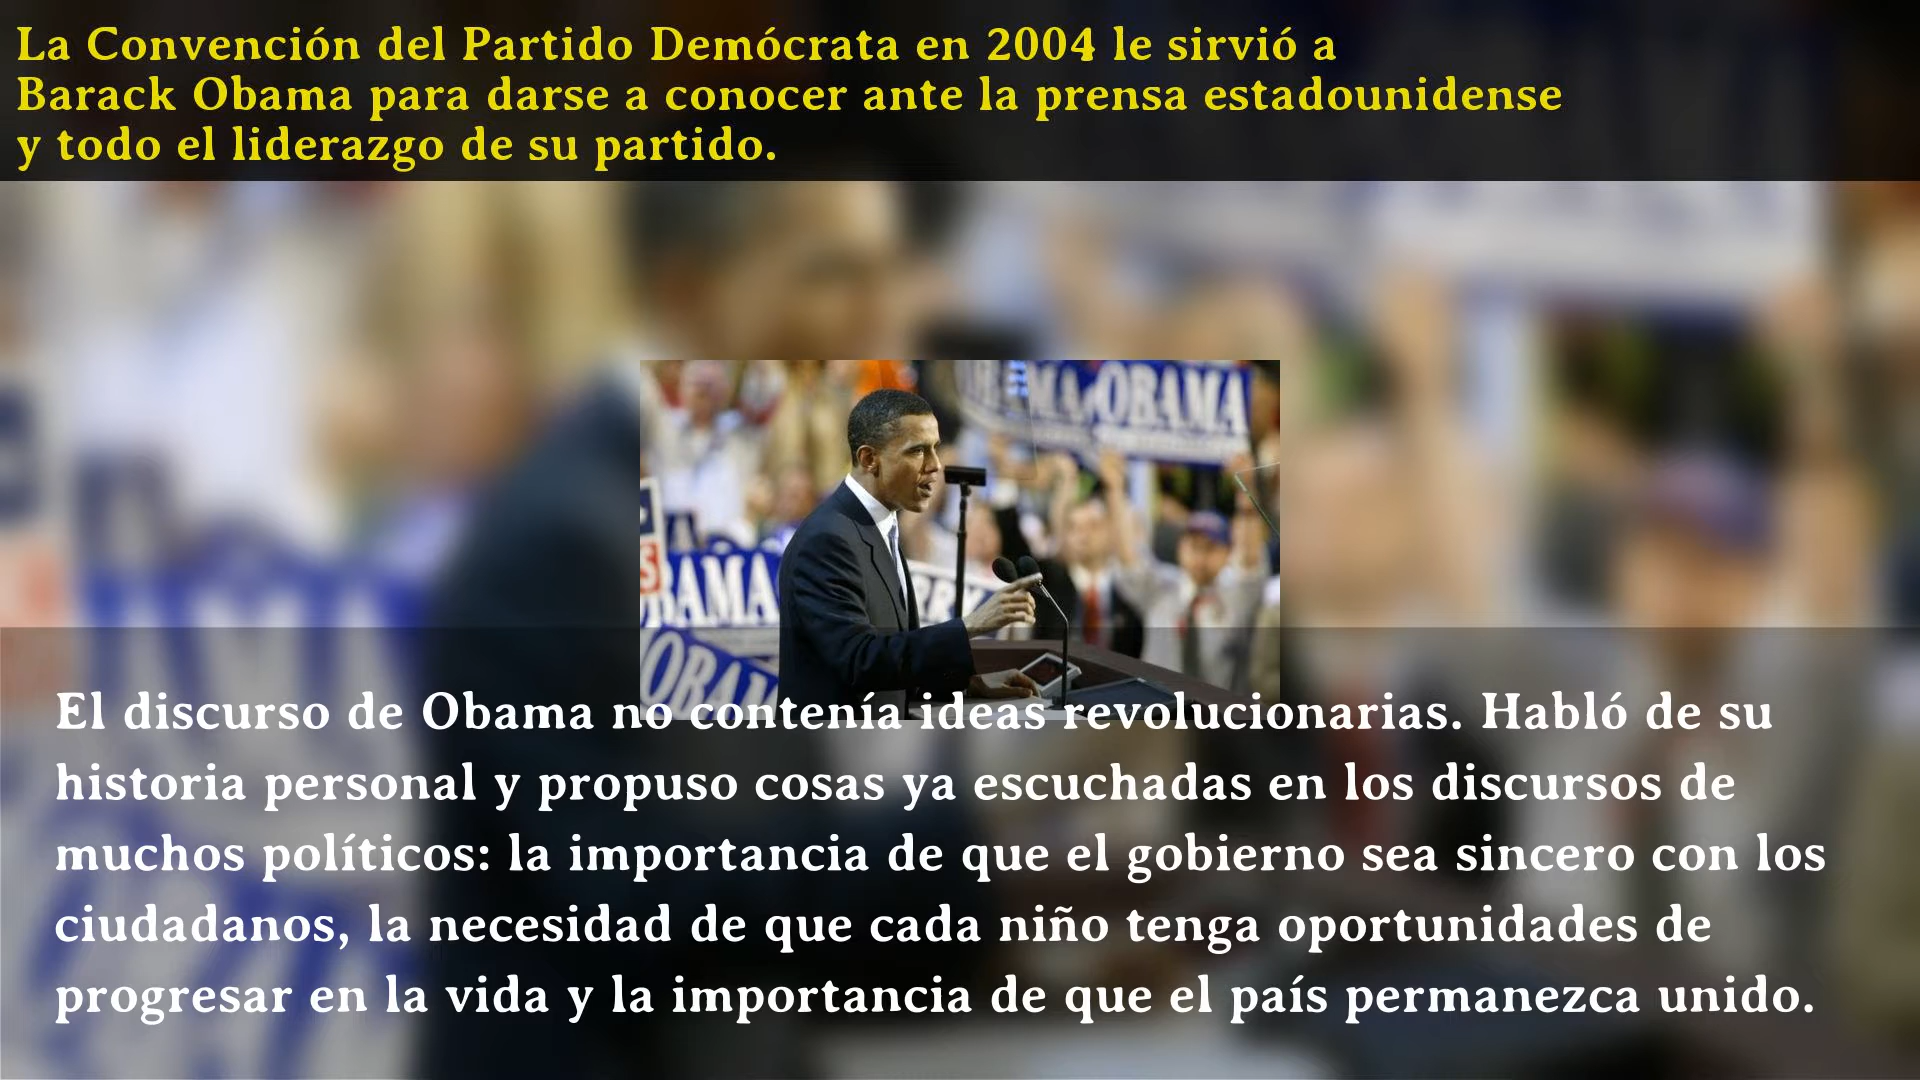 La Convención del Partido Demócrata en 2004 le sirvió a
Barack Obama para darse a conocer ante la prensa estadounidense
y todo el liderazgo de su partido.
MA OBAMA
BAMA
OBAM
El discurso de Obama no contenía ideas revolucionarias. Habló de su
historia personal y propuso cosas ya escuchadas en los discursos de
muchos políticos: la importancia de que el gobierno sea sincero con los
ciudadanos, la necesidad de que cada niño tenga oportunidades de
progresar en la vida y la importancia de que el país permanezca unido.